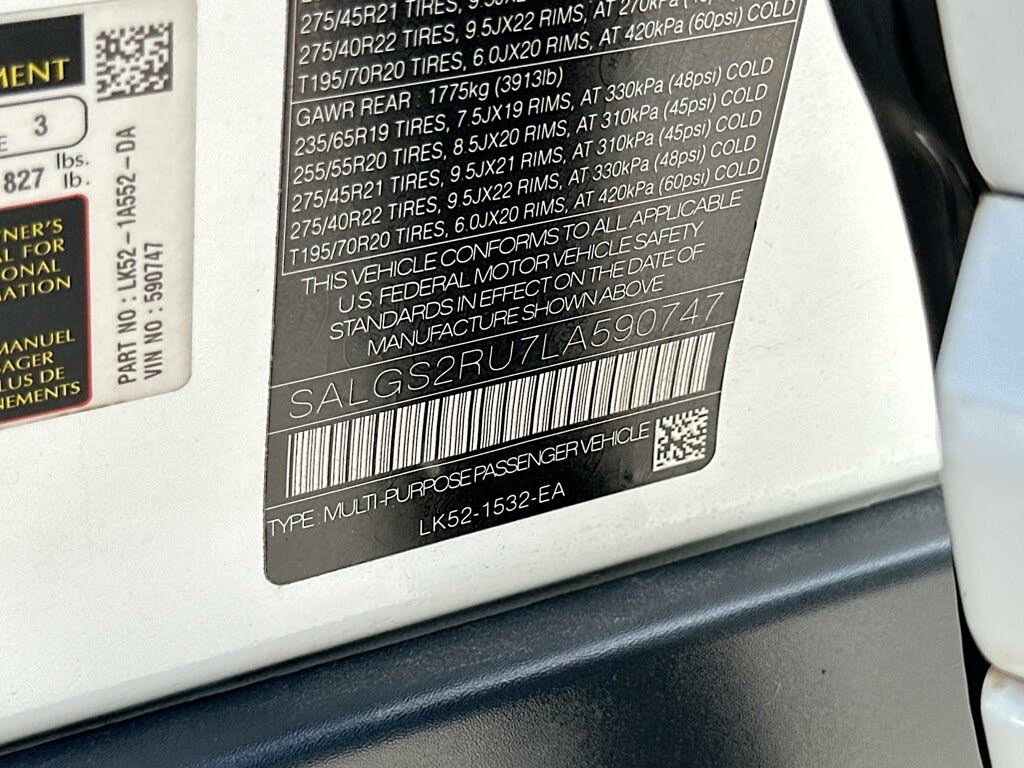 MENT
3
lbs.
827 lb.
NER'S
AL FOR
IONAL
MATION
MANUEL
SAGER
LUS DE
NEMENTS
PART NO : LK52-1A552-DA
VIN NO : 590747
275/45R21 TIRES, 9.5J
275/40R22 TIRES, 9.5JX22 RIMS, AT 270kPa
T195/70R20 TIRES, 6.0JX20 RIMS, AT 420kPa (60psi) COLD
GAWR REAR : 1775kg (3913lb)
235/65R19 TIRES, 7.5JX19 RIMS, AT 330kPa (48psi) COLD
255/55R20 TIRES, 8.5JX20 RIMS, AT 310kPa (45psi) COLD
275/45R21 TIRES, 9.5JX21 RIMS, AT 310kPa (45psi) COLD
275/40R22 TIRES, 9.5JX22 RIMS, AT 330kPa (48psi) COLD
T195/70R20 TIRES, 6.0JX20 RIMS, AT 420kPa (60psi) COLD
THIS VEHICLE CONFORMS TO ALL APPLICABLE
U.S. FEDERAL MOTOR VEHICLE SAFETY
STANDARDS IN EFFECT ON THE DATE OF
MANUFACTURE SHOWN ABOVE
SALGS2RU7LA590747
TYPE : MULTI-PURPOSE PASSENGER VEHICLE
LK52-1532-EA